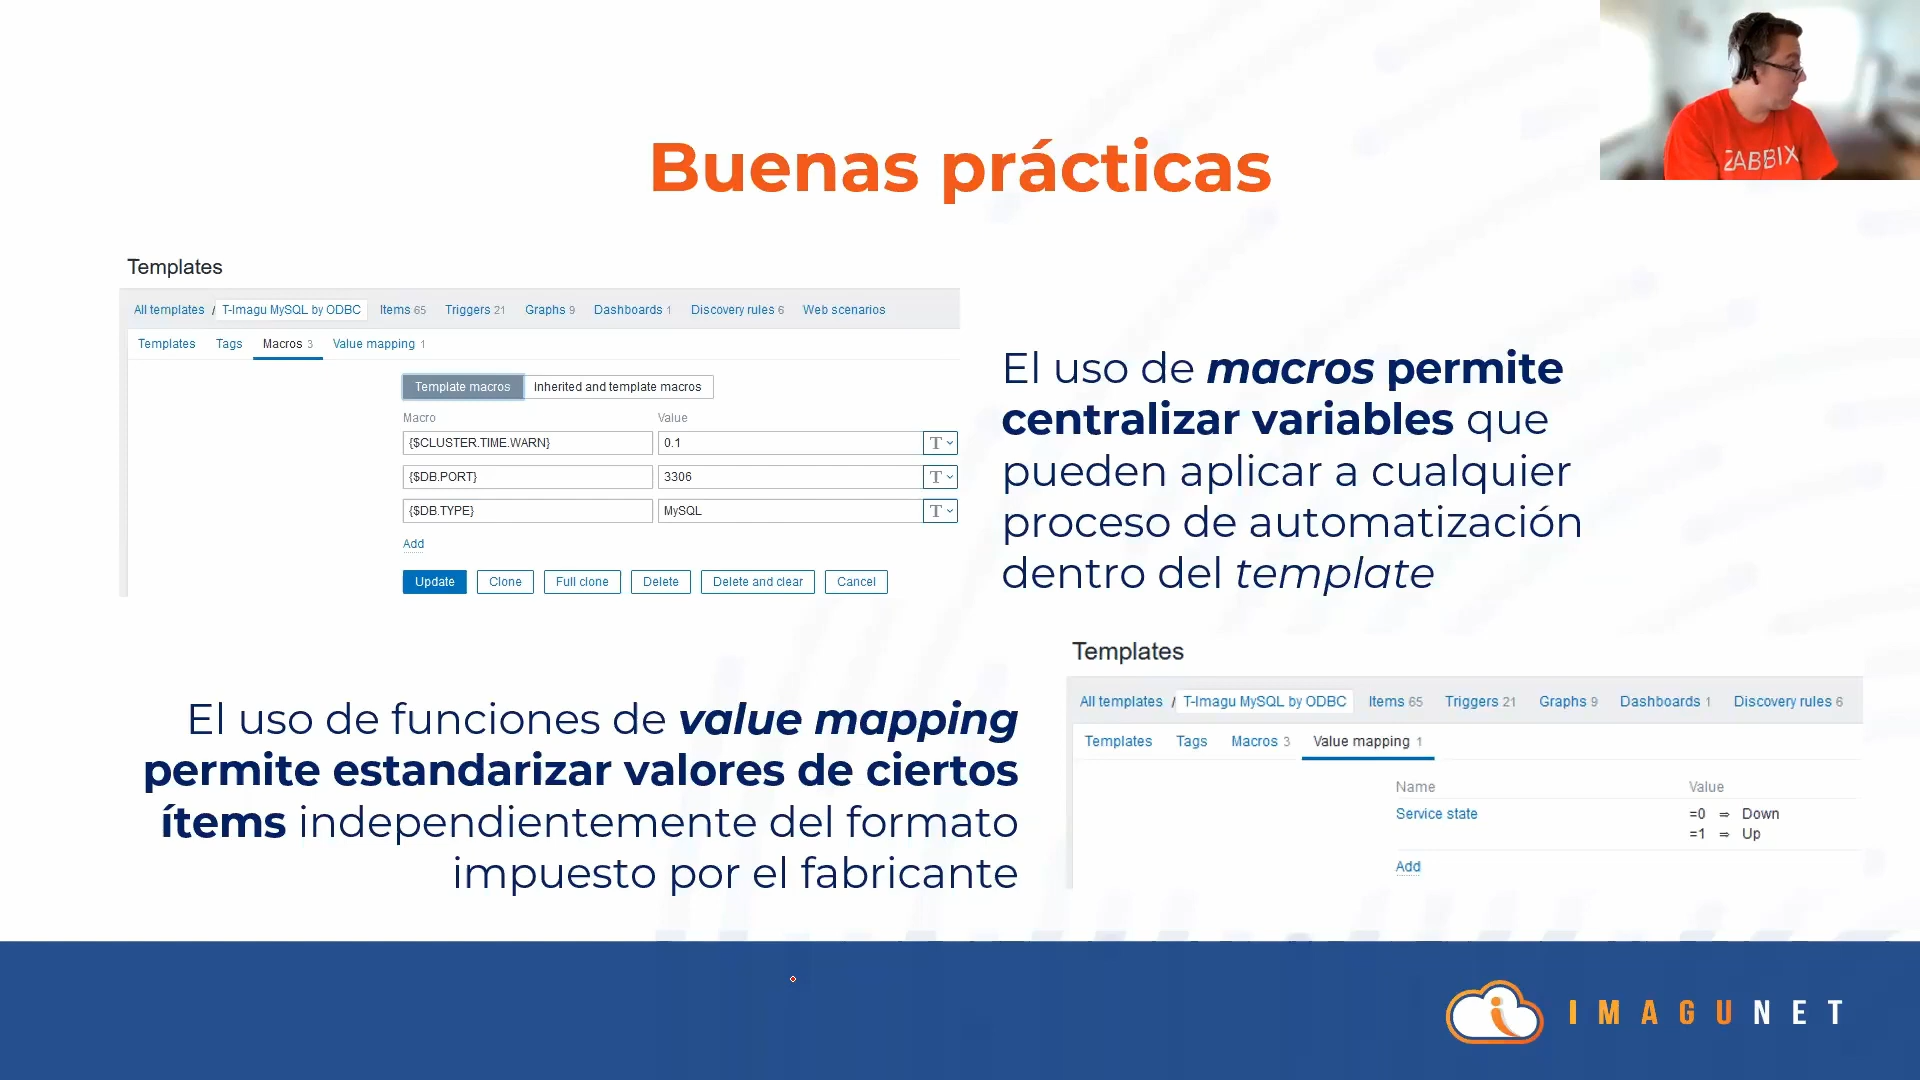 ZABBIX
Buenas prácticas
Templates
All templates / T-Imagu MySQL by ODBC Items 65 Triggers 21 Graphs 9 Dashboards 1 Discovery rules 6 Web scenarios
Templates Tags Macros 3 Value mapping 1
Template macros Inherited and template macros
Macro Value
{$CLUSTER.TIME.WARN} 0.1 T
{$DB.PORT} 3306 T
{$DB.TYPE} MySQL T
Add
Update Clone Full clone Delete Delete and clear Cancel
El uso de macros permite
centralizar variables que
pueden aplicar a cualquier
proceso de automatización
dentro del template
El uso de funciones de value mapping
permite estandarizar valores de ciertos
ítems independientemente del formato
impuesto por el fabricante
Templates
All templates / T-Imagu MySQL by ODBC Items 65 Triggers 21 Graphs 9 Dashboards 1 Discovery rules 6
Templates Tags Macros 3 Value mapping 1
Name Value
Service state =0 ⇒ Down
=1 ⇒ Up
Add
IMAGUNET